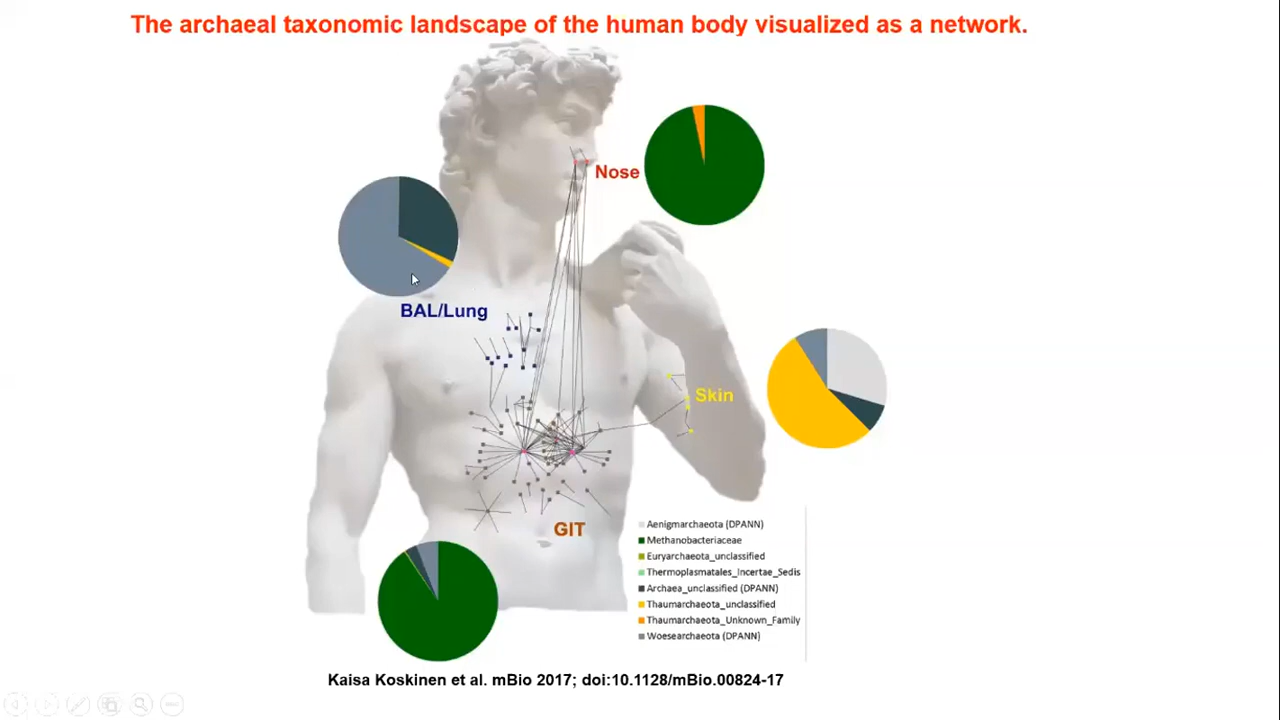 The archaeal taxonomic landscape of the human body visualized as a network.
Nose
BAL/Lung
Skin
GIT
Aenigmarchaeota (DPANN)
Methanobacteriaceae
Euryarchaeota_unclassified
Thermoplasmatales_Incertae_Sedis
Archaea_unclassified (DPANN)
Thaumarchaeota_unclassified
Thaumarchaeota_Unknown_Family
Woesearchaeota (DPANN)
Kaisa Koskinen et al. mBio 2017; doi:10.1128/mBio.00824-17